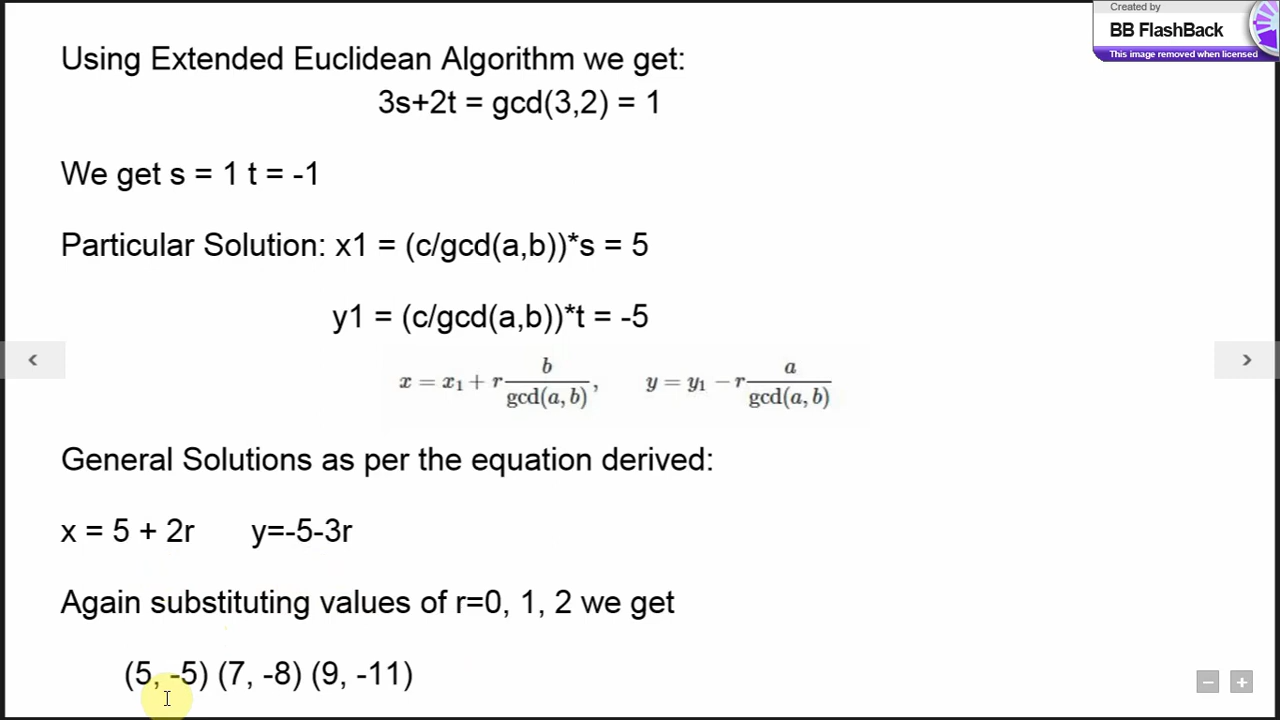 Created by
BB FlashBack
This image removed when licensed
Using Extended Euclidean Algorithm we get:
3s+2t = gcd(3,2) = 1
We get s = 1 t = -1
Particular Solution: x1 = (c/gcd(a,b))*s = 5
y1 = (c/gcd(a,b))*t = -5
x = x₁ + r b/gcd(a, b), y = y₁ − r a/gcd(a, b)
General Solutions as per the equation derived:
x = 5 + 2r y=-5-3r
Again substituting values of r=0, 1, 2 we get
(5, -5) (7, -8) (9, -11)